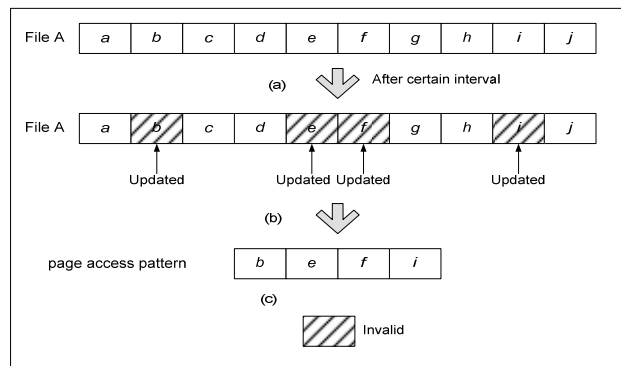 File A a b c d e f g h i j
(a) After certain interval
File A a b c d e f g h i j
Updated Updated Updated Updated
(b)
page access pattern b e f i
(c)
Invalid